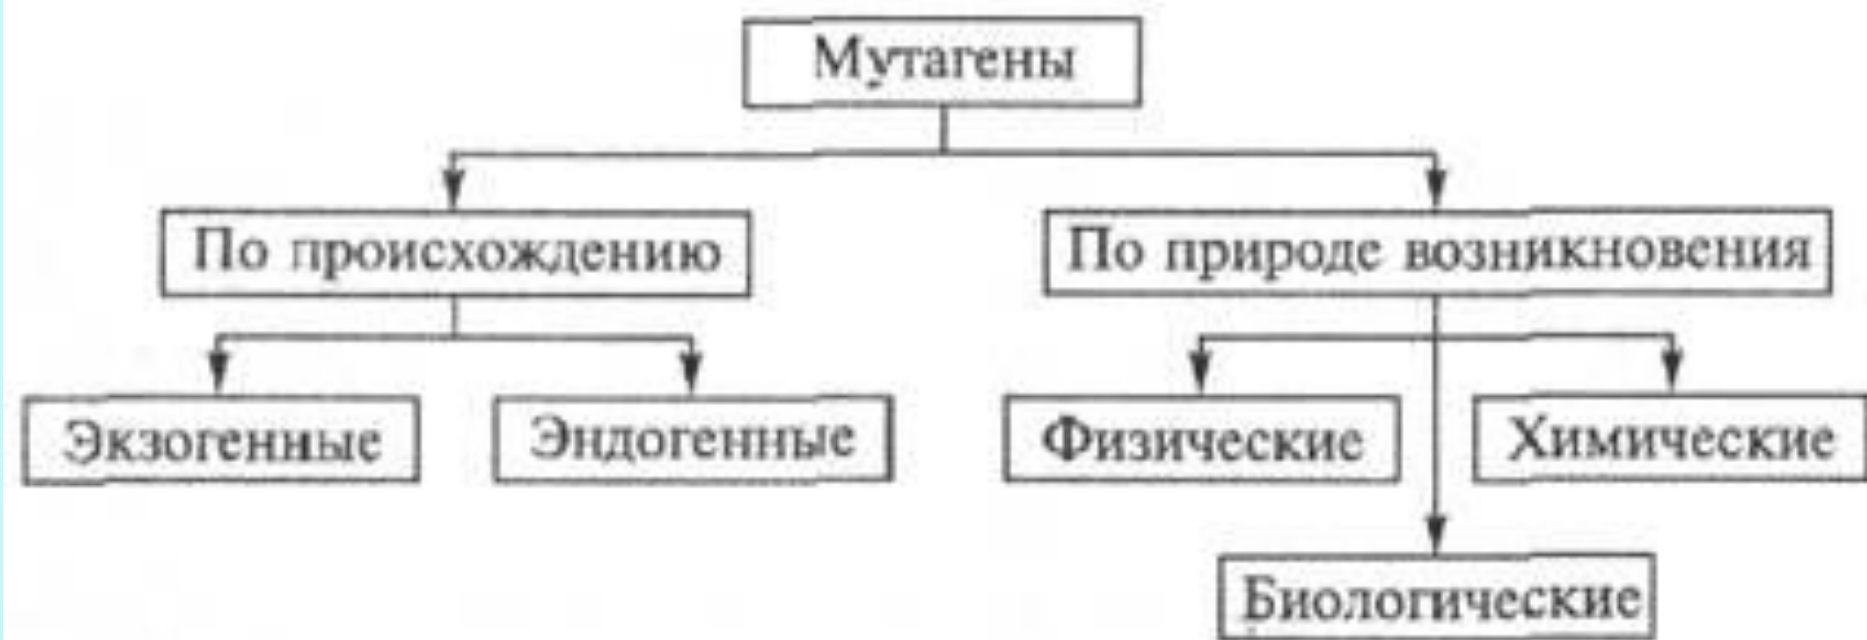 Мутагены
По происхождению
По природе возникновения
Экзогенные
Эндогенные
Физические
Химические
Биологические